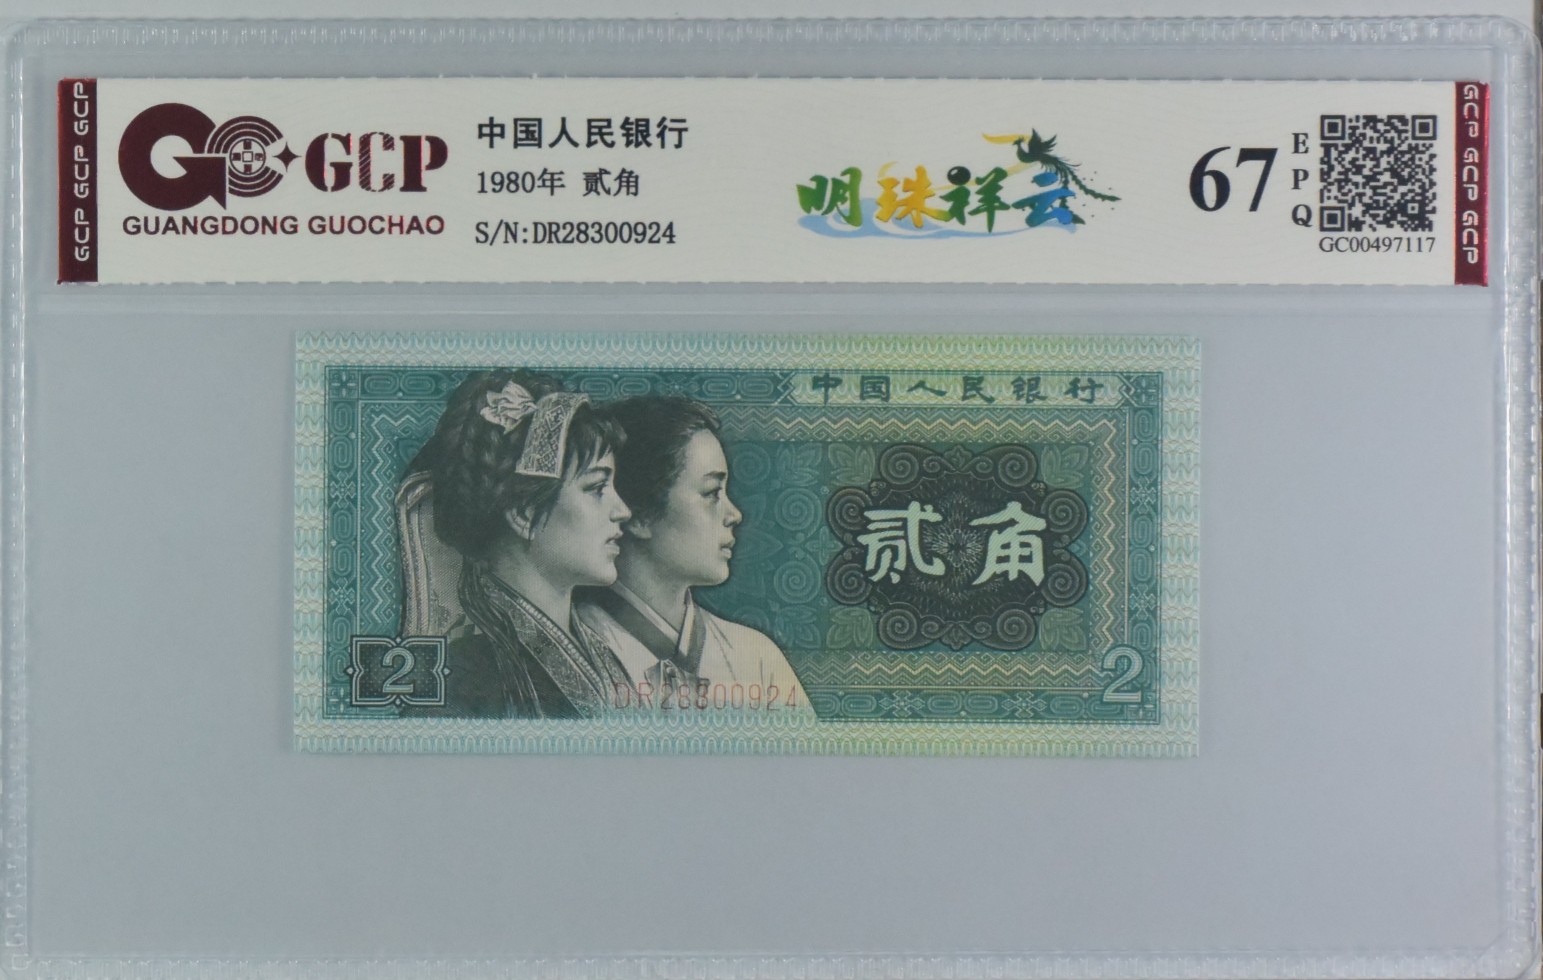 GCP GCP GCP
GCP
GUANGDONG GUOCHAO
中国人民银行
1980年 贰角
S/N:DR28300924
明珠祥云
67
EPQ
GC00497117
GCP GCP GCP
中国人民银行
贰角
2
2
DR28300924